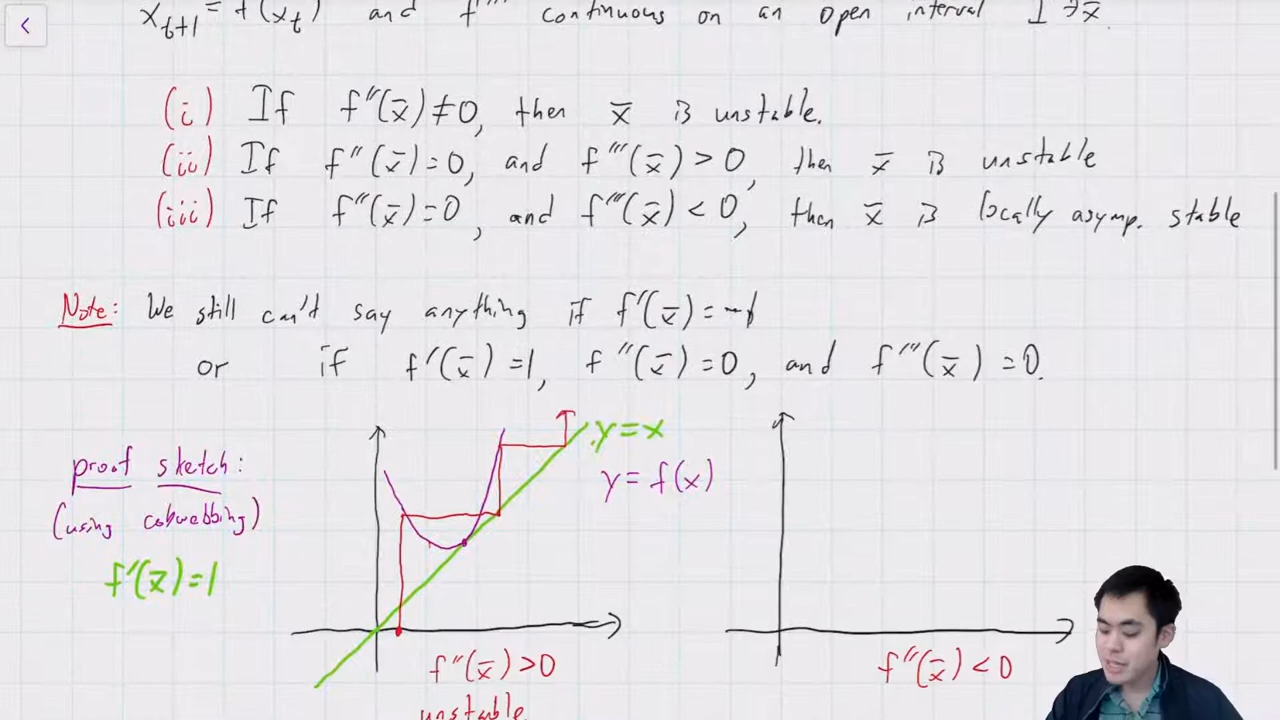 x_{t+1} = f(x_t) and f''' continuous on an open interval I ∋ x̄.
(i) If f''(x̄) ≠ 0, then x̄ is unstable.
(ii) If f''(x̄) = 0, and f'''(x̄) > 0, then x̄ is unstable
(iii) If f''(x̄) = 0, and f'''(x̄) < 0, then x̄ is locally asymp. stable
Note: We still can't say anything if f'(x̄) = -1
or if f'(x̄) = 1, f''(x̄) = 0, and f'''(x̄) = 0.
proof sketch:
(using cobwebbing)
f'(x̄) = 1
y = x
y = f(x)
f''(x̄) > 0
unstable
f''(x̄) < 0